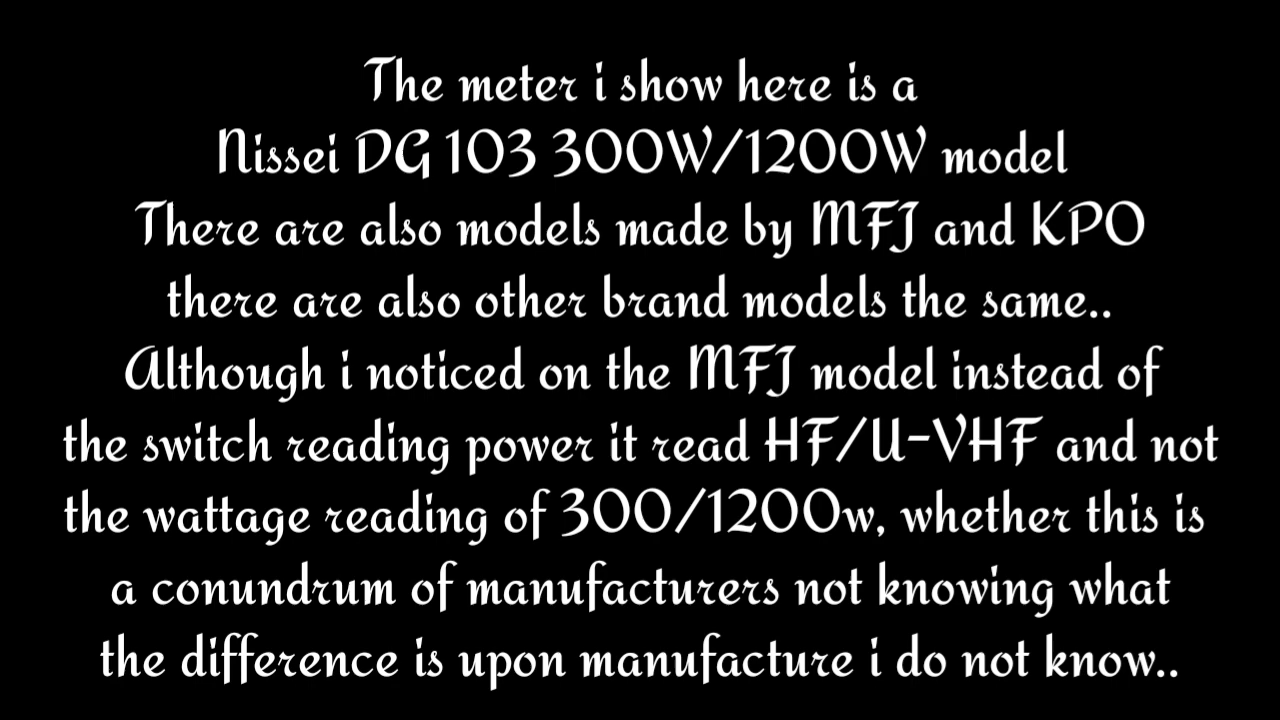 The meter i show here is a
Nissei DG 103 300W/1200W model
There are also models made by MFJ and KPO
there are also other brand models the same..
Although i noticed on the MFJ model instead of
the switch reading power it read HF/U-VHF and not
the wattage reading of 300/1200w, whether this is
a conundrum of manufacturers not knowing what
the difference is upon manufacture i do not know..